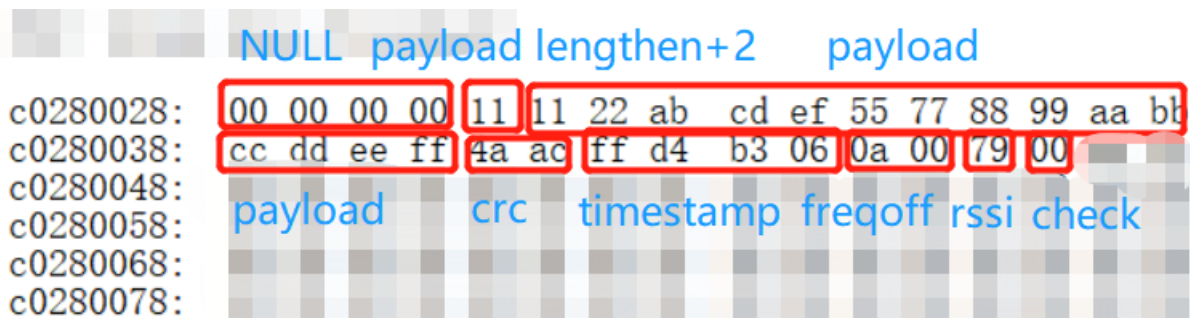 NULL payload lengthen+2 payload
c0280028: 00 00 00 00 11 11 22 ab cd ef 55 77 88 99 aa bb
c0280038: cc dd ee ff 4a ac ff d4 b3 06 0a 00 79 00
c0280048:
payload crc timestamp freqoff rssi check
c0280058:
c0280068:
c0280078: